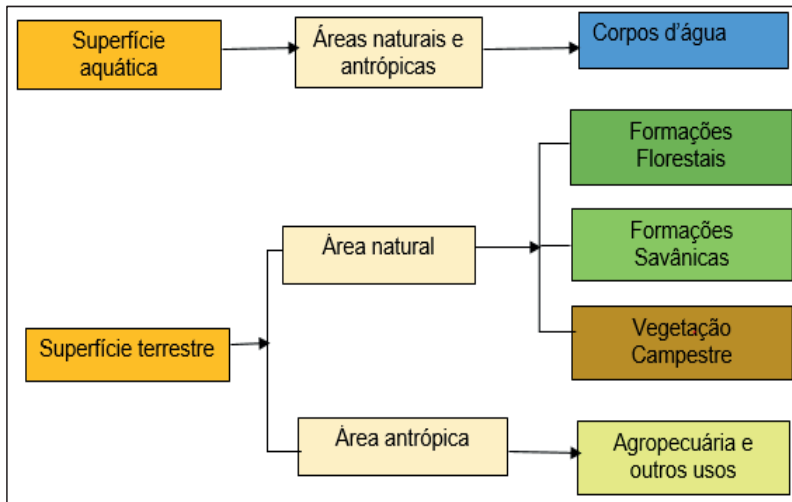 Superfície
aquática
Áreas naturais e
antrópicas
Corpos d’água
Formações
Florestais
Área natural
Formações
Savânicas
Superfície terrestre
Vegetação
Campestre
Área antrópica
Agropecuária e
outros usos